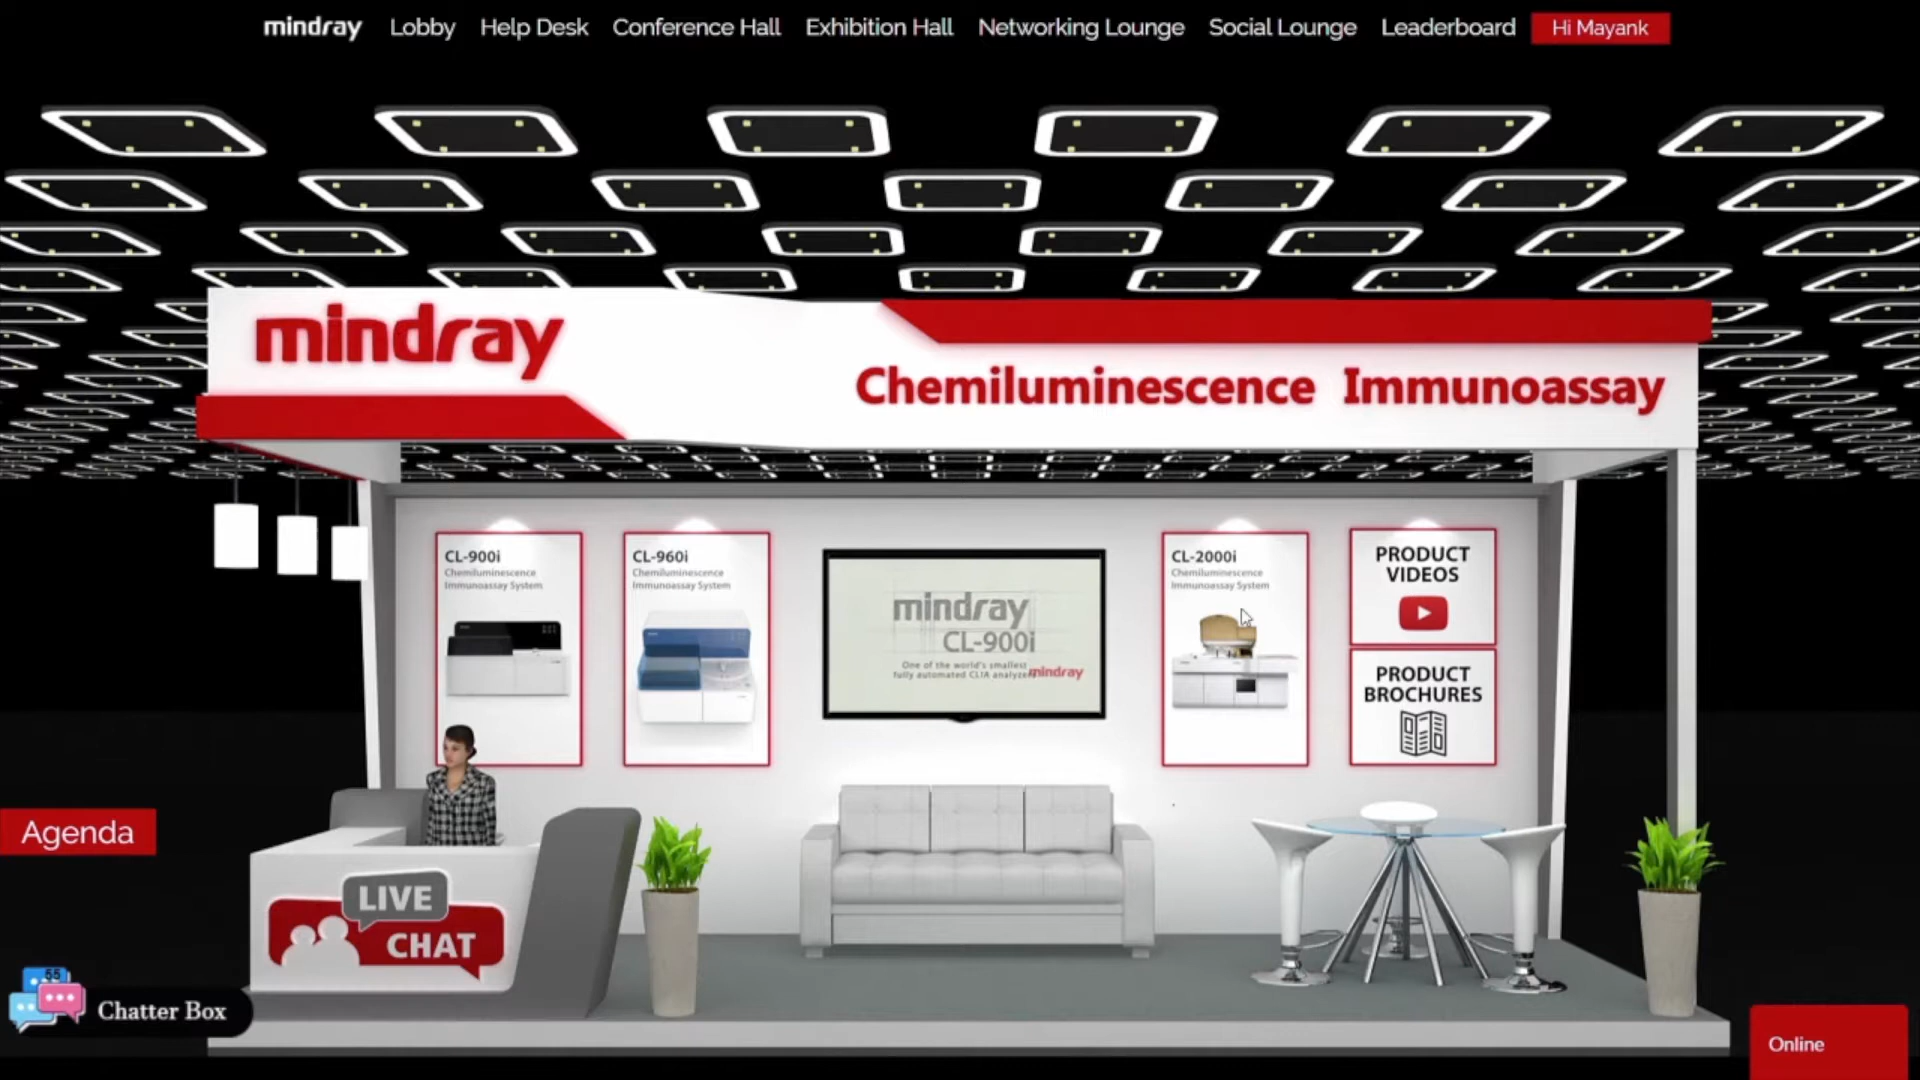 mindray Lobby Help Desk Conference Hall Exhibition Hall Networking Lounge Social Lounge Leaderboard Hi Mayank
mindray
Chemiluminescence Immunoassay
CL-900i
Chemiluminescence
Immunoassay System
CL-960i
Chemiluminescence
Immunoassay System
mindray
CL-900i
One of the world's smallest
fully automated CLIA analyzers
mindray
CL-2000i
Chemiluminescence
Immunoassay System
PRODUCT
VIDEOS
PRODUCT
BROCHURES
Agenda
LIVE
CHAT
55
Chatter Box
Online